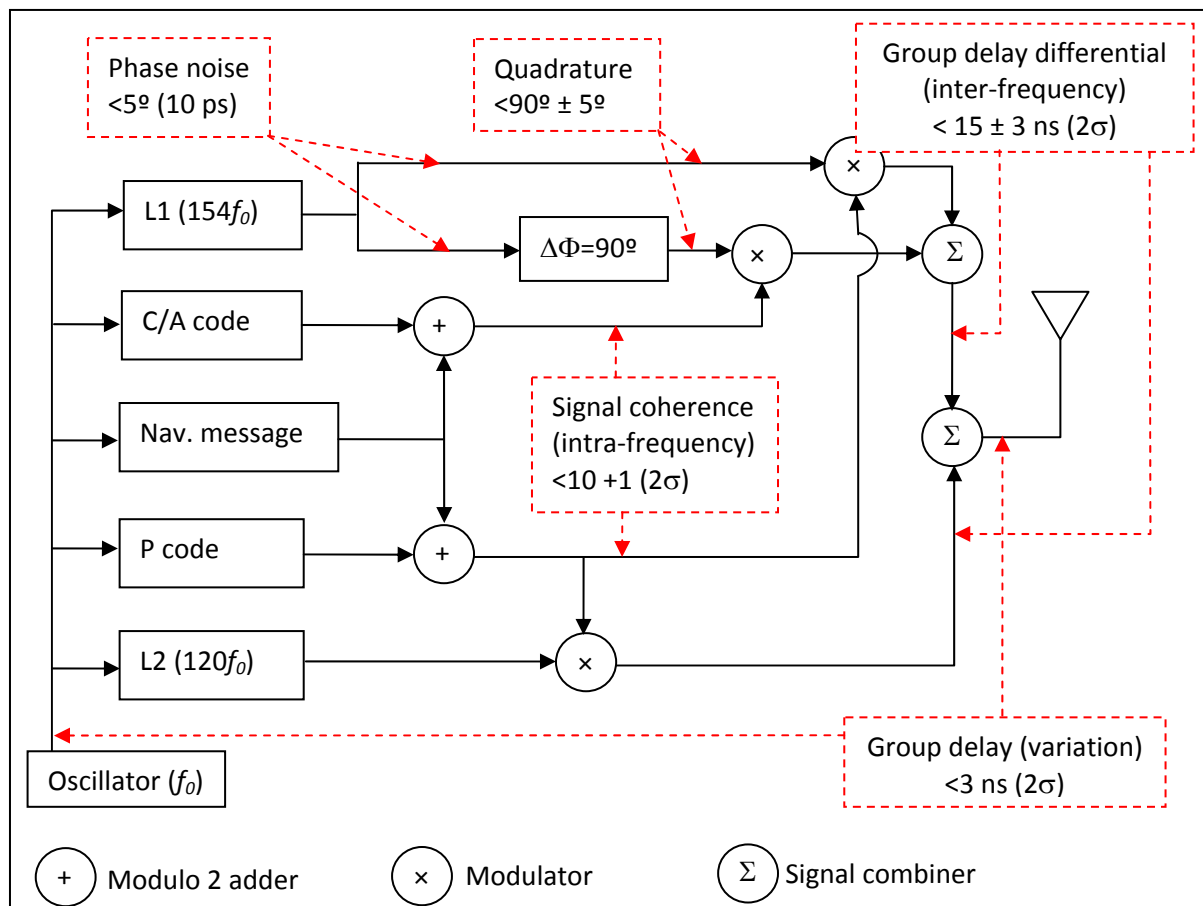 Phase noise
<5º (10 ps)
Quadrature
<90º ± 5º
Group delay differential
(inter-frequency)
< 15 ± 3 ns (2σ)
×
L1 (154f0)
ΔΦ=90º
×
Σ
C/A code
+
Nav. message
Signal coherence
(intra-frequency)
<10 +1 (2σ)
Σ
P code
+
L2 (120f0)
×
Group delay (variation)
<3 ns (2σ)
Oscillator (f0)
+ Modulo 2 adder
× Modulator
Σ Signal combiner